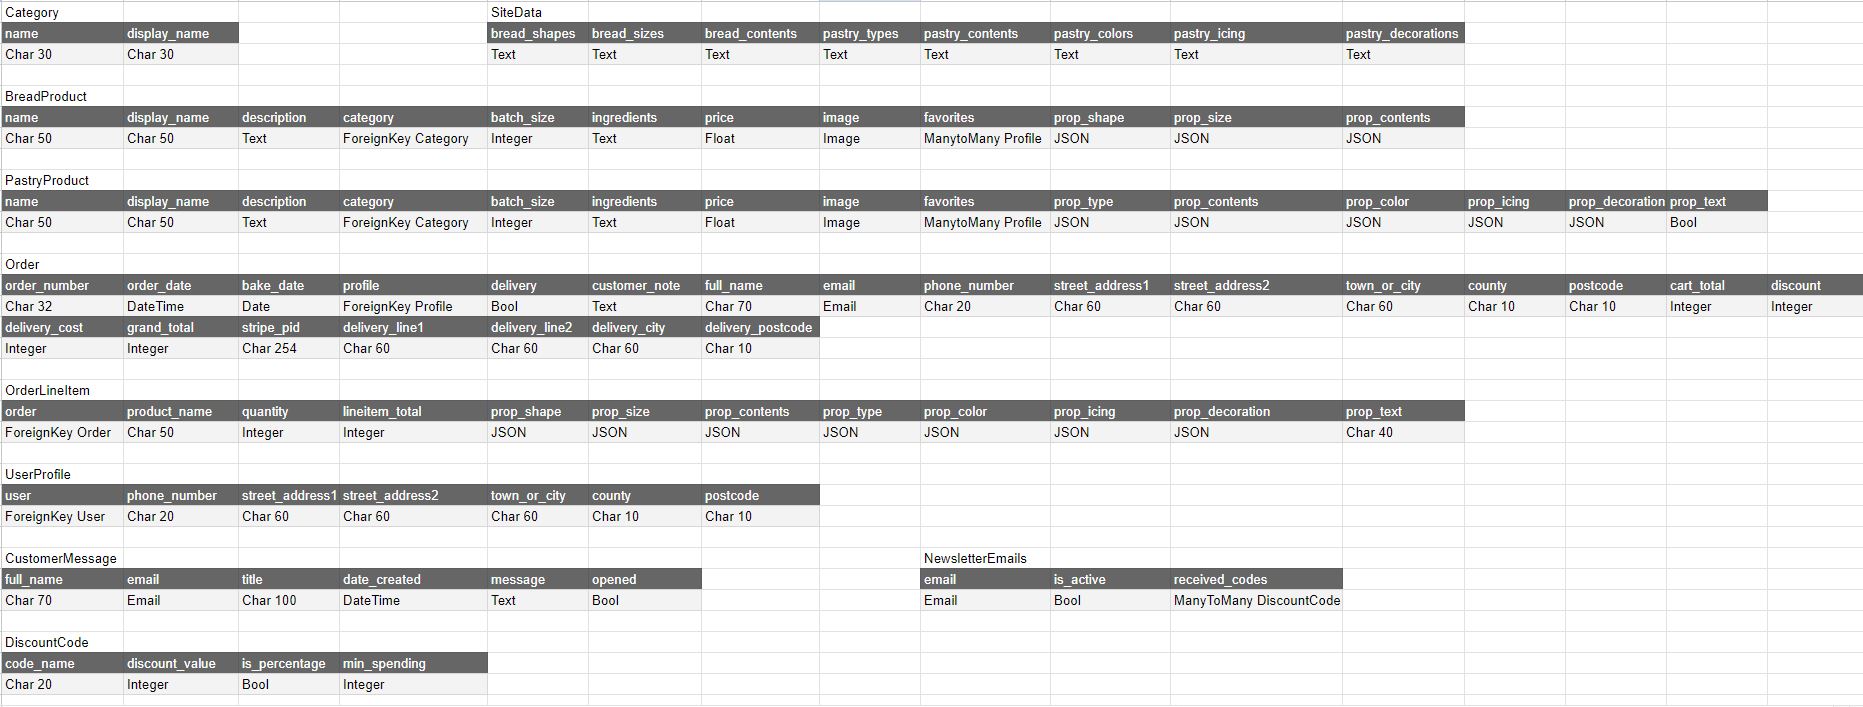 Category SiteData
name display_name bread_shapes bread_sizes bread_contents pastry_types pastry_contents pastry_colors pastry_icing pastry_decorations
Char 30 Char 30 Text Text Text Text Text Text Text Text
BreadProduct
name display_name description category batch_size ingredients price image favorites prop_shape prop_size prop_contents
Char 50 Char 50 Text ForeignKey Category Integer Text Float Image ManytoMany Profile JSON JSON JSON
PastryProduct
name display_name description category batch_size ingredients price image favorites prop_type prop_contents prop_color prop_icing prop_decoration prop_text
Char 50 Char 50 Text ForeignKey Category Integer Text Float Image ManytoMany Profile JSON JSON JSON JSON JSON Bool
Order
order_number order_date bake_date profile delivery customer_note full_name email phone_number street_address1 street_address2 town_or_city county postcode cart_total discount
Char 32 DateTime Date ForeignKey Profile Bool Text Char 70 Email Char 20 Char 60 Char 60 Char 60 Char 10 Char 10 Integer Integer
delivery_cost grand_total stripe_pid delivery_line1 delivery_line2 delivery_city delivery_postcode
Integer Integer Char 254 Char 60 Char 60 Char 60 Char 10
OrderLineItem
order product_name quantity lineitem_total prop_shape prop_size prop_contents prop_type prop_color prop_icing prop_decoration prop_text
ForeignKey Order Char 50 Integer Integer JSON JSON JSON JSON JSON JSON JSON Char 40
UserProfile
user phone_number street_address1 street_address2 town_or_city county postcode
ForeignKey User Char 20 Char 60 Char 60 Char 60 Char 10 Char 10
CustomerMessage NewsletterEmails
full_name email title date_created message opened email is_active received_codes
Char 70 Email Char 100 DateTime Text Bool Email Bool ManyToMany DiscountCode
DiscountCode
code_name discount_value is_percentage min_spending
Char 20 Integer Bool Integer